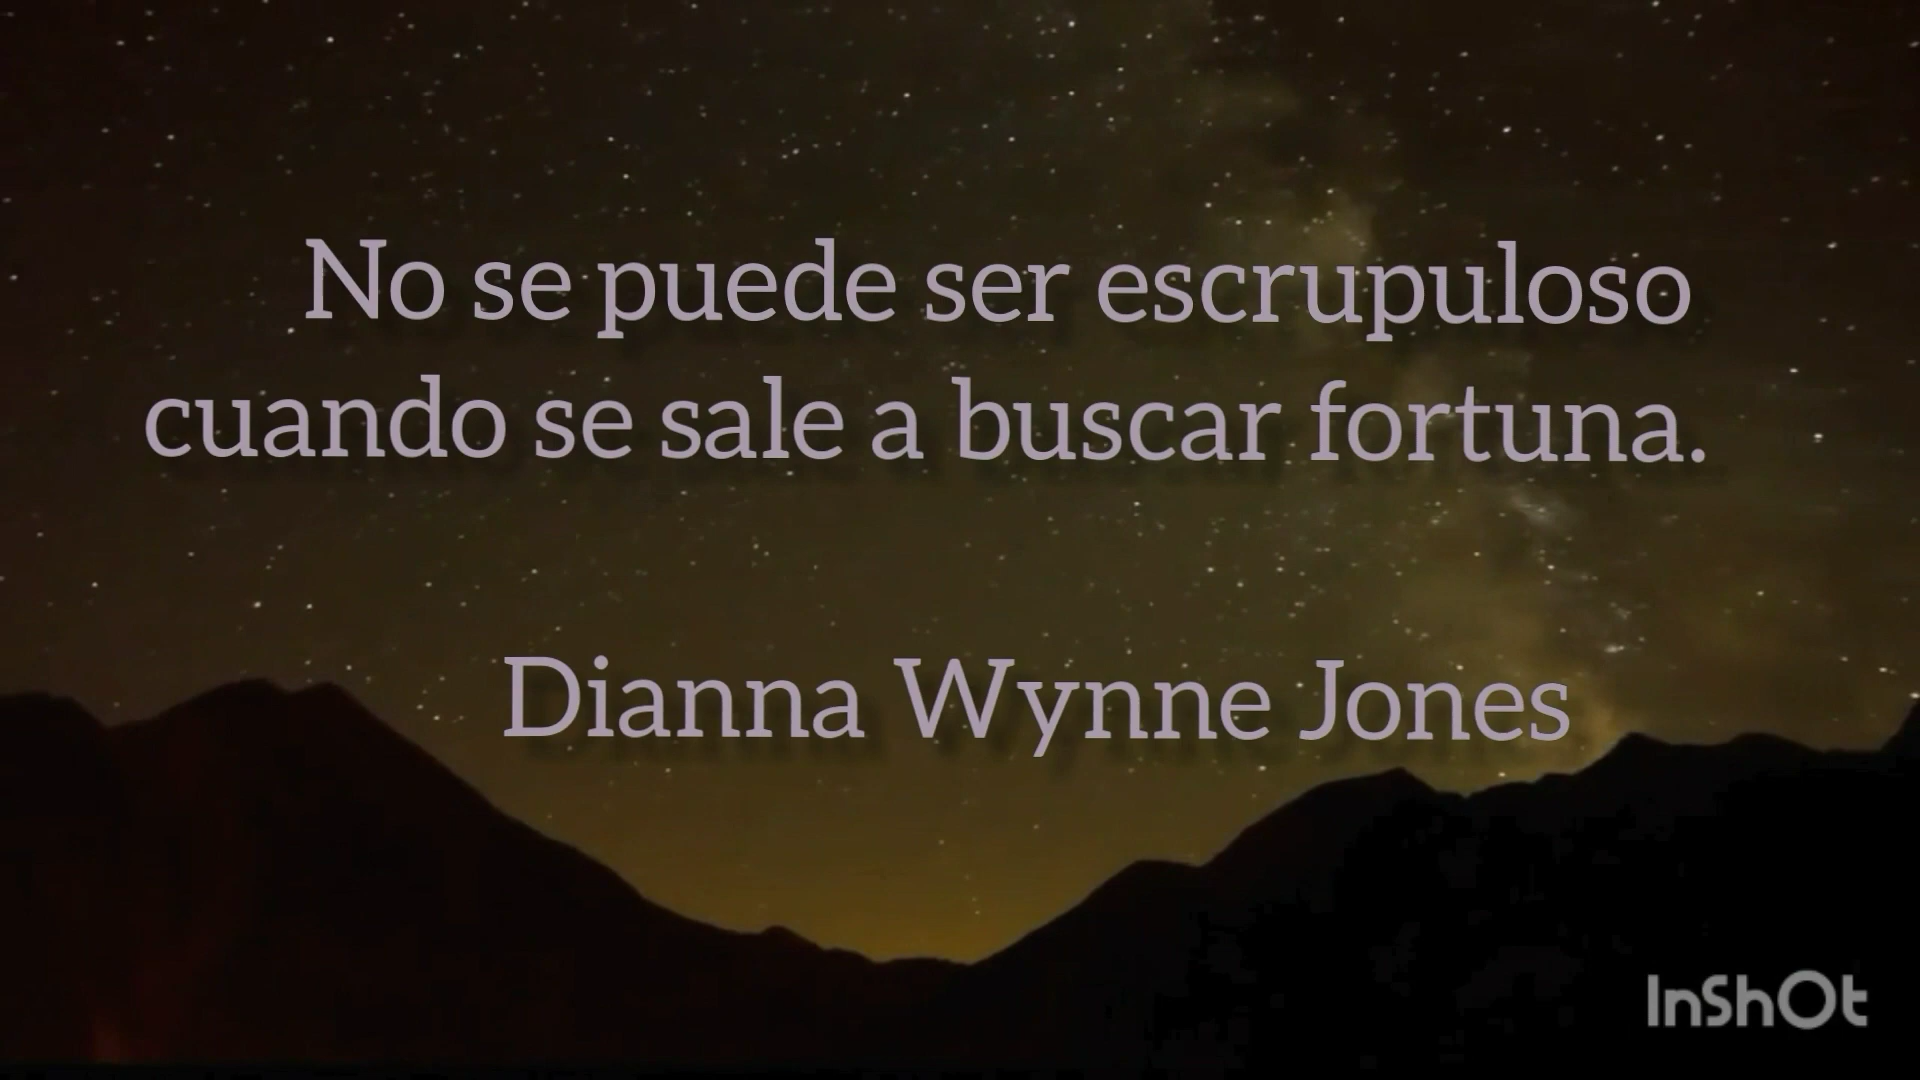 No se puede ser escrupuloso
cuando se sale a buscar fortuna.
Dianna Wynne Jones
InShOt